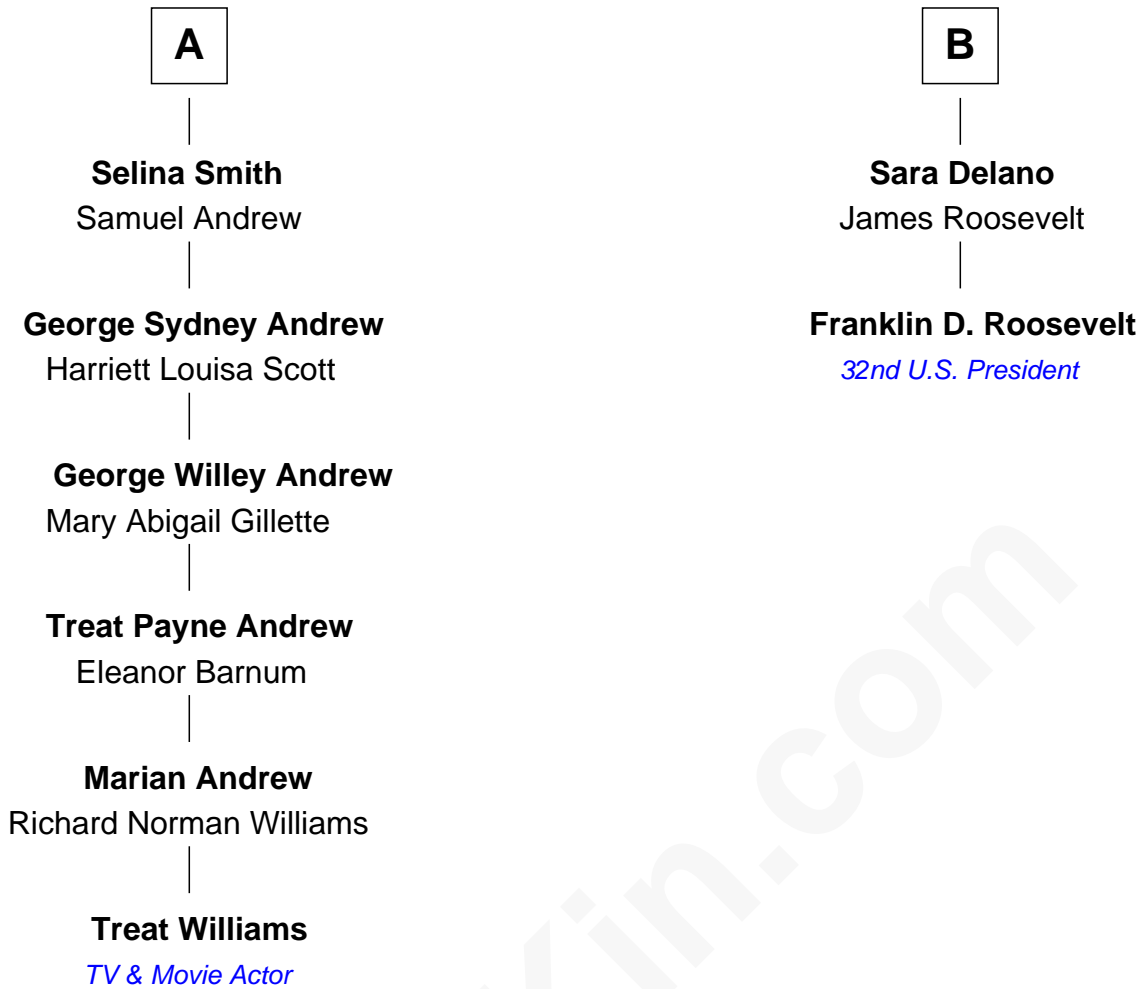 A
Selina Smith
Samuel Andrew
George Sydney Andrew
Harriett Louisa Scott
George Willey Andrew
Mary Abigail Gillette
Treat Payne Andrew
Eleanor Barnum
Marian Andrew
Richard Norman Williams
Treat Williams
TV & Movie Actor
B
Sara Delano
James Roosevelt
Franklin D. Roosevelt
32nd U.S. President
Kin.com